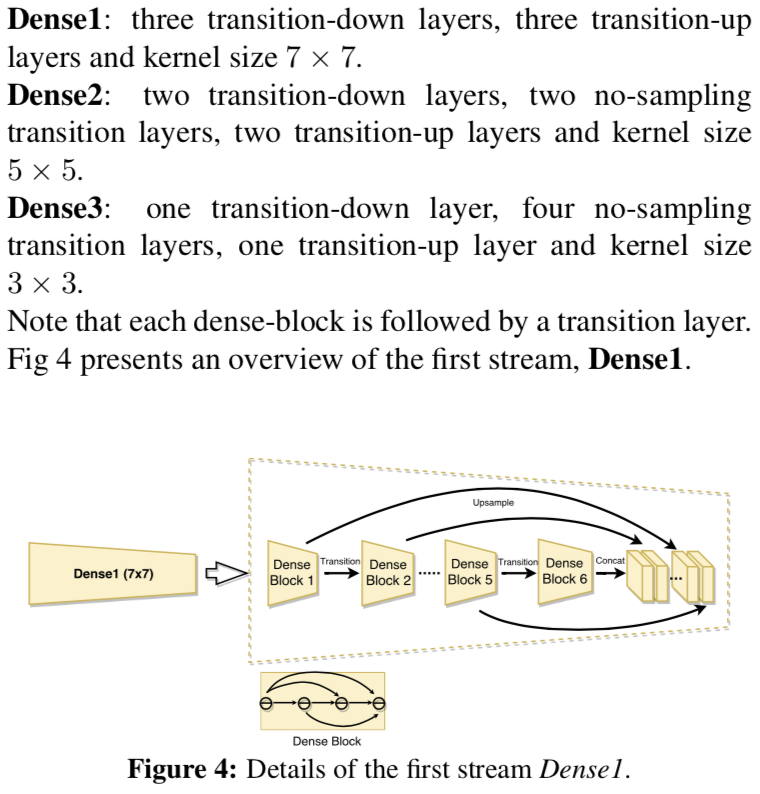 Dense1: three transition-down layers, three transition-up
layers and kernel size 7 × 7.
Dense2: two transition-down layers, two no-sampling
transition layers, two transition-up layers and kernel size
5 × 5.
Dense3: one transition-down layer, four no-sampling
transition layers, one transition-up layer and kernel size
3 × 3.
Note that each dense-block is followed by a transition layer.
Fig 4 presents an overview of the first stream, Dense1.
Upsample
Dense1 (7x7)
Dense
Block 1
Transition
Dense
Block 2
.....
Dense
Block 5
Transition
Dense
Block 6
Concat
...
Dense Block
Figure 4: Details of the first stream Dense1.